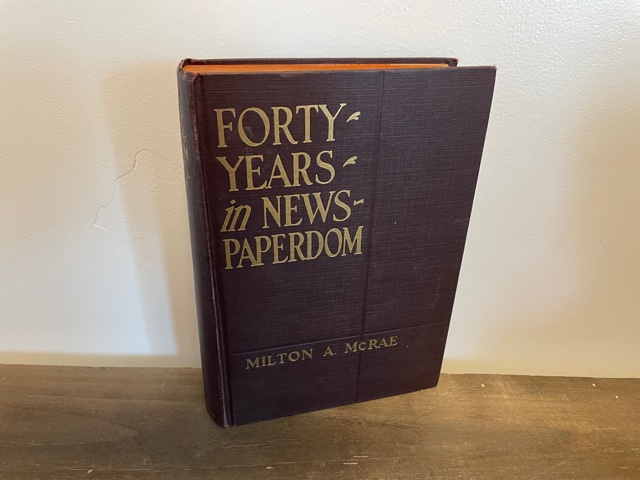 FORTY
YEARS
in NEWS-
PAPERDOM
MILTON A. McRAE